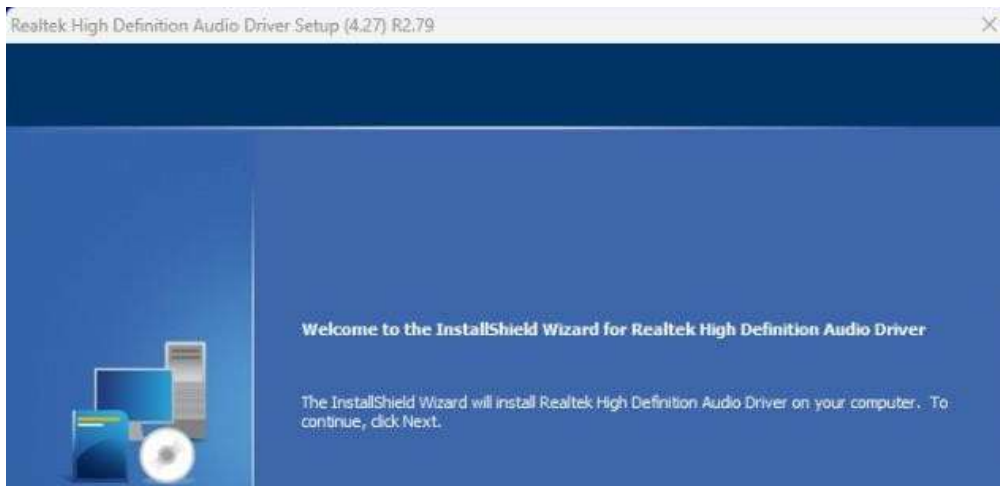 Realtek High Definition Audio Driver Setup (4.27) R2.79
Welcome to the InstallShield Wizard for Realtek High Definition Audio Driver
The InstallShield Wizard will install Realtek High Definition Audio Driver on your computer. To
continue, click Next.